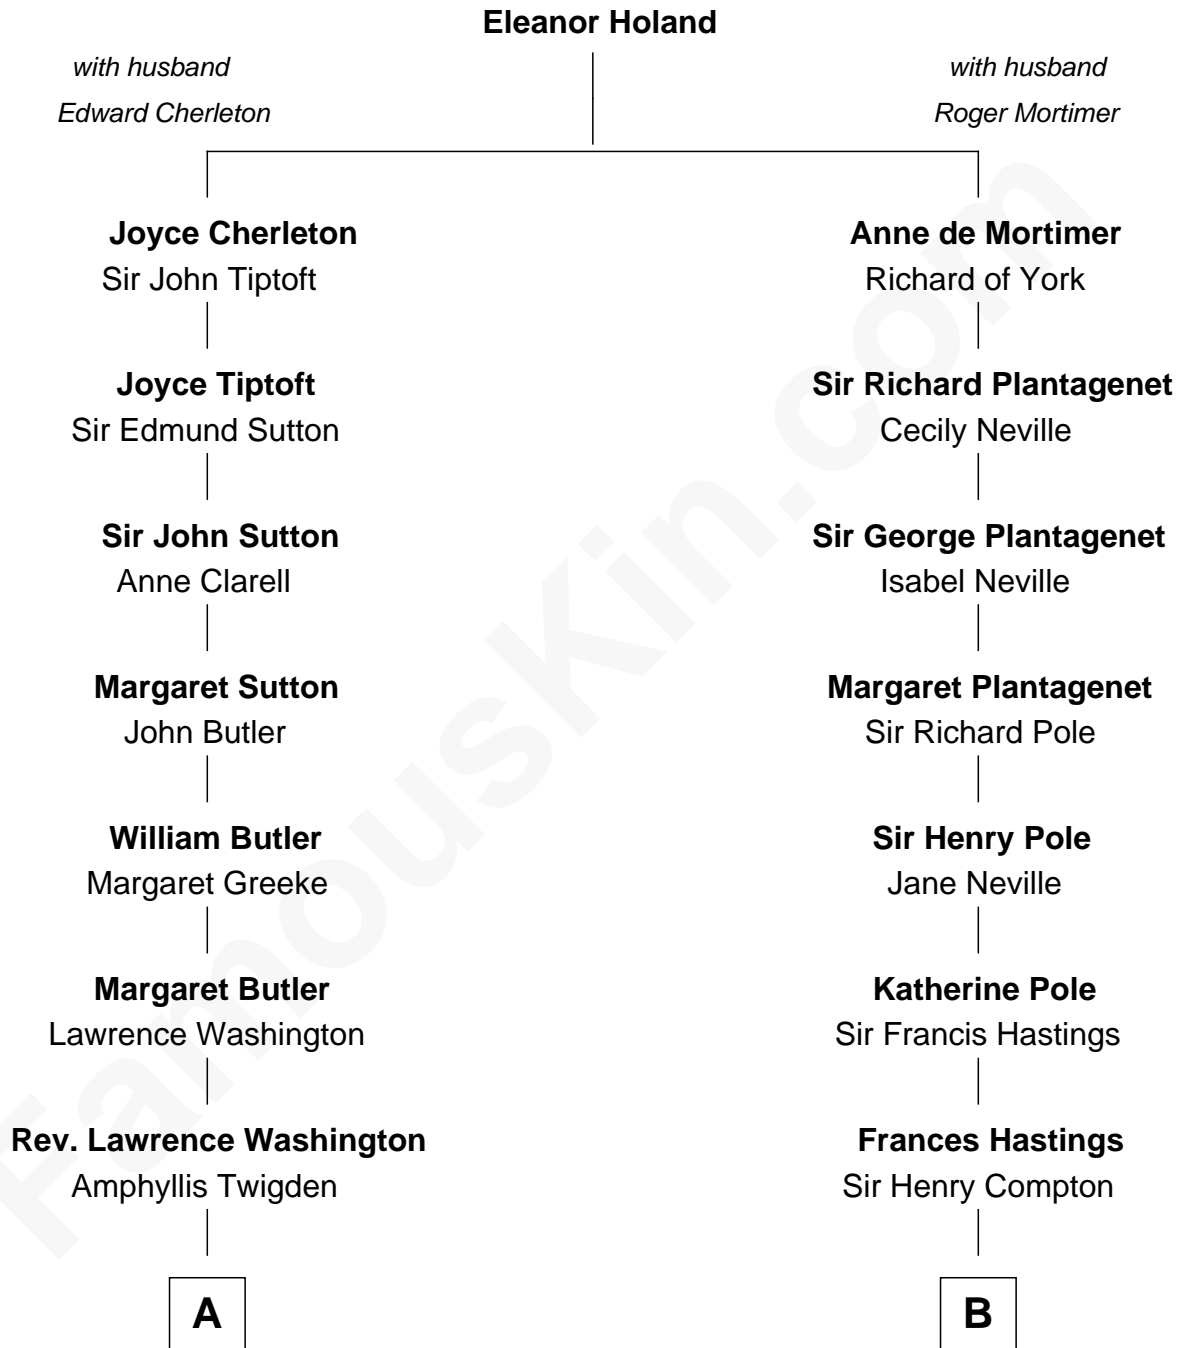 Eleanor Holand
with husband
Edward Cherleton
with husband
Roger Mortimer
Joyce Cherleton
Sir John Tiptoft
Anne de Mortimer
Richard of York
Joyce Tiptoft
Sir Edmund Sutton
Sir Richard Plantagenet
Cecily Neville
Sir John Sutton
Anne Clarell
Sir George Plantagenet
Isabel Neville
Margaret Sutton
John Butler
Margaret Plantagenet
Sir Richard Pole
William Butler
Margaret Greeke
Sir Henry Pole
Jane Neville
Margaret Butler
Lawrence Washington
Katherine Pole
Sir Francis Hastings
Rev. Lawrence Washington
Amphyllis Twigden
Frances Hastings
Sir Henry Compton
A
B
FamousKin.com